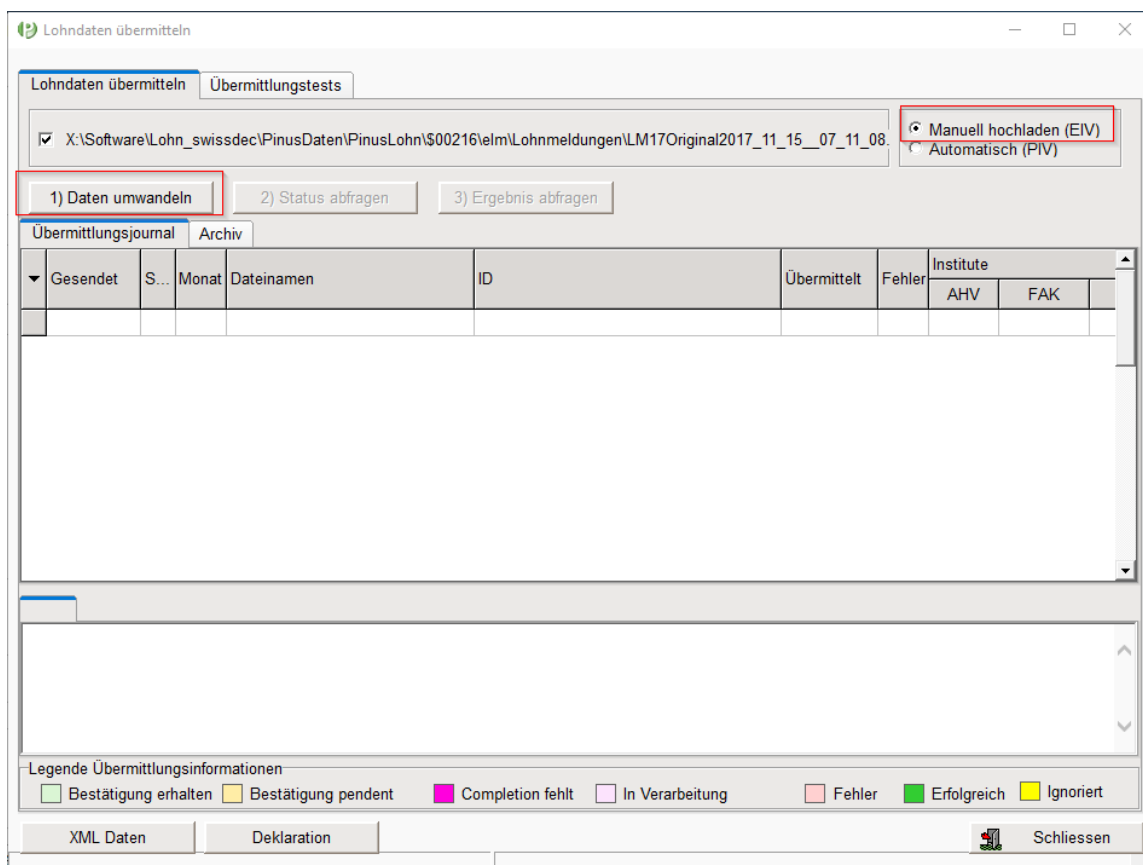 Lohndaten übermitteln
Lohndaten übermitteln Übermittlungstests
X:\Software\Lohn_swissdec\PinusDaten\PinusLohn\$00216\elm\Lohnmeldungen\LM17Original2017_11_15__07_11_08.
Manuell hochladen (EIV)
Automatisch (PIV)
1) Daten umwandeln 2) Status abfragen 3) Ergebnis abfragen
Übermittlungsjournal Archiv
Gesendet S... Monat Dateinamen ID Übermittelt Fehler Institute
AHV FAK
Legende Übermittlungsinformationen
Bestätigung erhalten Bestätigung pendent Completion fehlt In Verarbeitung Fehler Erfolgreich Ignoriert
XML Daten Deklaration Schliessen